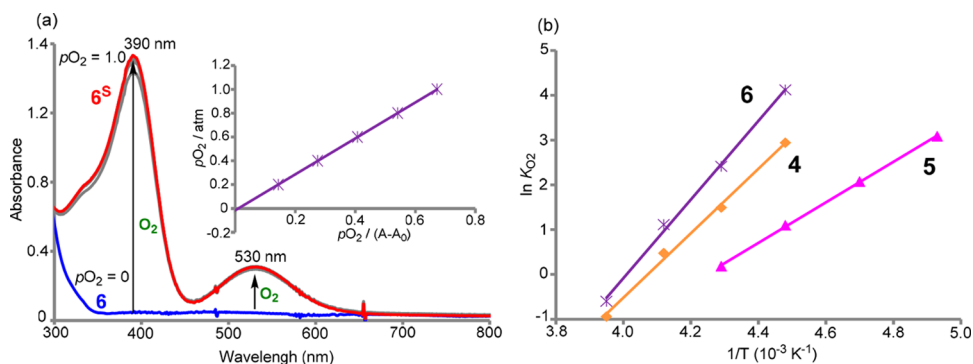 (a)
1.4
1.2
0.8
0.4
0
300
400
500
600
700
800
Absorbance
Wavelengh (nm)
pO₂ = 1.0
390 nm
6ˢ
O₂
pO₂ = 0
6
530 nm
O₂
1.2
1.0
0.8
0.6
0.4
0.2
0
-0.2
0.2
0.4
0.6
0.8
pO₂ / atm
pO₂ / (A-A₀)
(b)
5
4
3
2
1
0
-1
3.8
4.0
4.2
4.4
4.6
4.8
5.0
ln K_O2
1/T (10⁻³ K⁻¹)
6
4
5